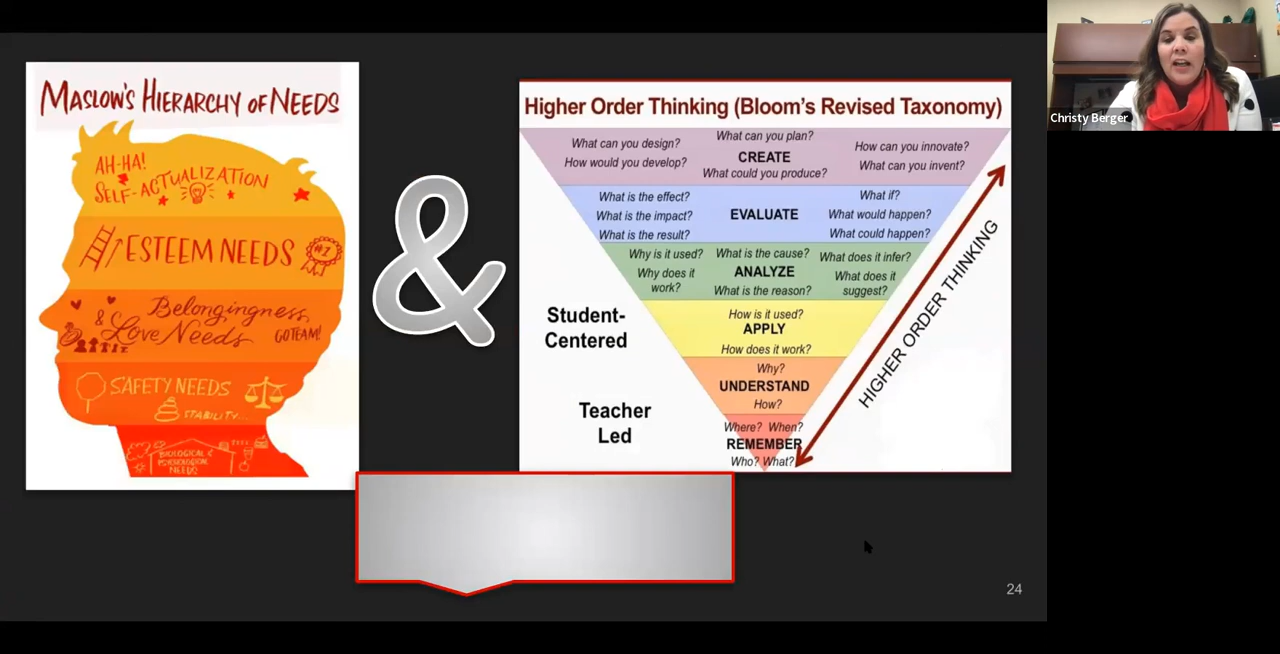 MASLOW'S HIERARCHY OF NEEDS
AH-HA!
SELF-ACTUALIZATION
ESTEEM NEEDS
#1
Belongingness
& Love Needs
GO TEAM!
SAFETY NEEDS
STABILITY...
BIOLOGICAL &
NEEDS
&
Higher Order Thinking (Bloom's Revised Taxonomy)
What can you design?
What can you plan?
How can you innovate?
How would you develop?
CREATE
What can you invent?
What could you produce?
What is the effect?
What if?
What is the impact?
EVALUATE
What would happen?
What is the result?
What could happen?
Why is it used?
What is the cause?
What does it infer?
Why does it
work?
ANALYZE
What does it
suggest?
What is the reason?
How is it used?
APPLY
How does it work?
Why?
UNDERSTAND
How?
Where? When?
REMEMBER
Who? What?
Student-
Centered
Teacher
Led
HIGHER ORDER THINKING
24
Christy Berger